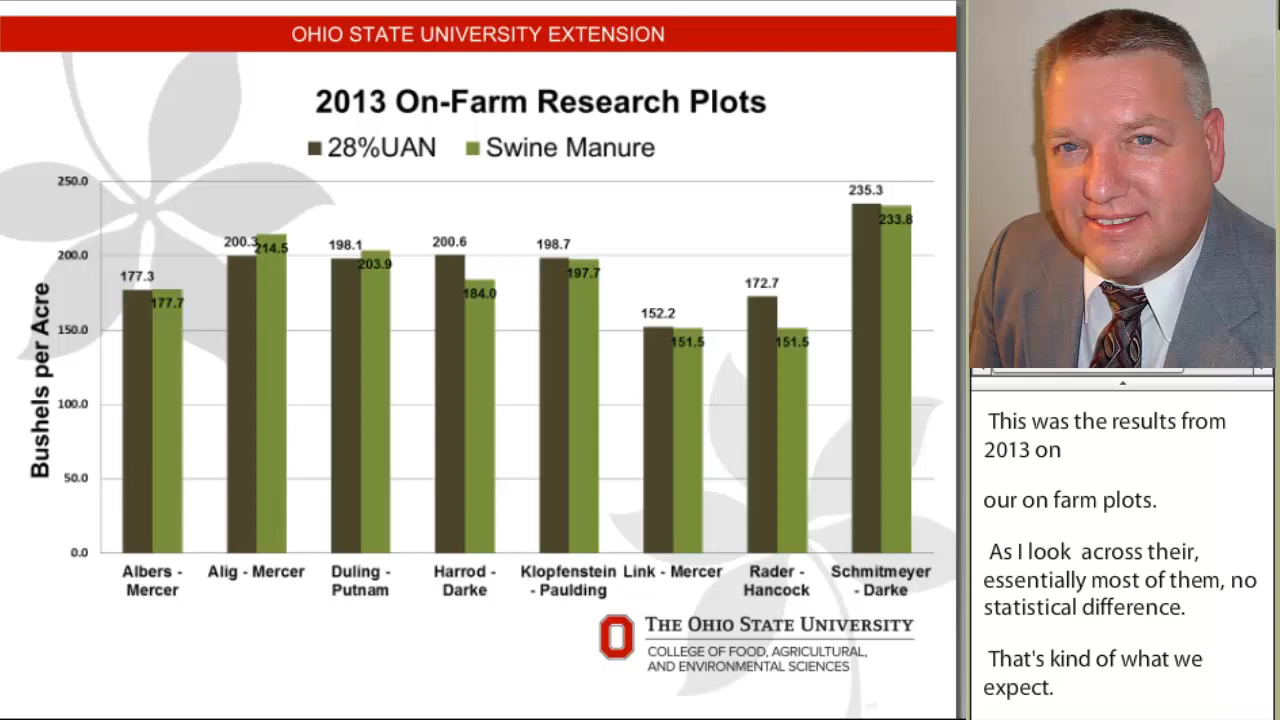 OHIO STATE UNIVERSITY EXTENSION
2013 On-Farm Research Plots
28%UAN Swine Manure
Bushels per Acre
250.0
200.0
150.0
100.0
50.0
0.0
177.3
177.7
200.3
214.5
198.1
203.9
200.6
184.0
198.7
197.7
152.2
151.5
172.7
151.5
235.3
233.8
Albers -
Mercer
Alig - Mercer
Duling -
Putnam
Harrod -
Darke
Klopfenstein
- Paulding
Link - Mercer
Rader -
Hancock
Schmitmeyer
- Darke
THE OHIO STATE UNIVERSITY
COLLEGE OF FOOD, AGRICULTURAL,
AND ENVIRONMENTAL SCIENCES
This was the results from
2013 on
our on farm plots.
As I look across their,
essentially most of them, no
statistical difference.
That's kind of what we
expect.